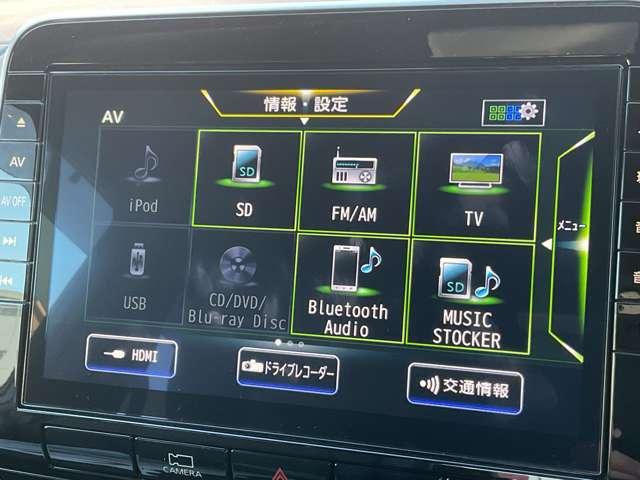 情報・設定
AV
iPod
SD
SD
FM/AM
TV
メニュー
USB
CD/DVD/
Blu-ray Disc
Bluetooth
Audio
SD
MUSIC
STOCKER
HDMI
ドライブレコーダー
交通情報
AV
AV OFF
CAMERA